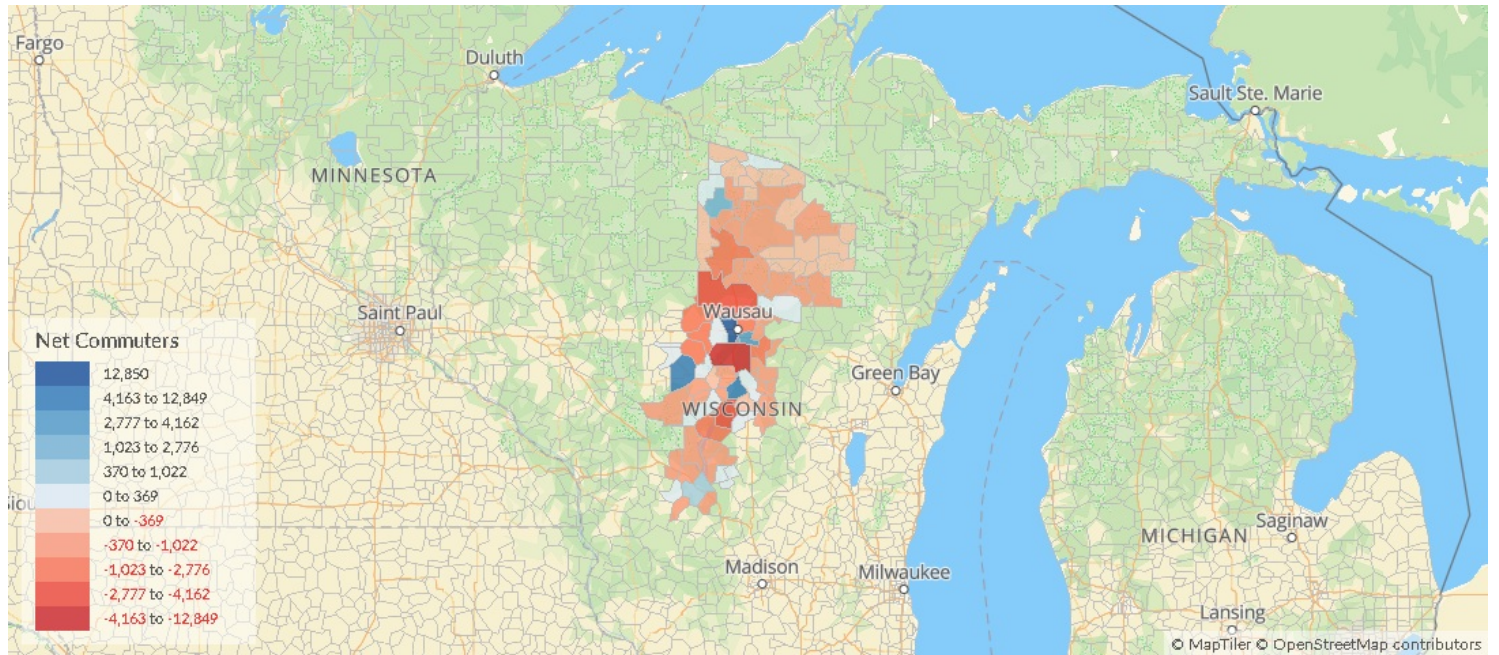 Fargo
Duluth
Sault Ste. Marie
MINNESOTA
Saint Paul
Wausau
Green Bay
WISCONSIN
Madison
Milwaukee
MICHIGAN
Saginaw
Lansing
Net Commuters
12,850
4,163 to 12,849
2,777 to 4,162
1,023 to 2,776
370 to 1,022
0 to 369
0 to -369
-370 to -1,022
-1,023 to -2,776
-2,777 to -4,162
-4,163 to -12,849
© MapTiler © OpenStreetMap contributors